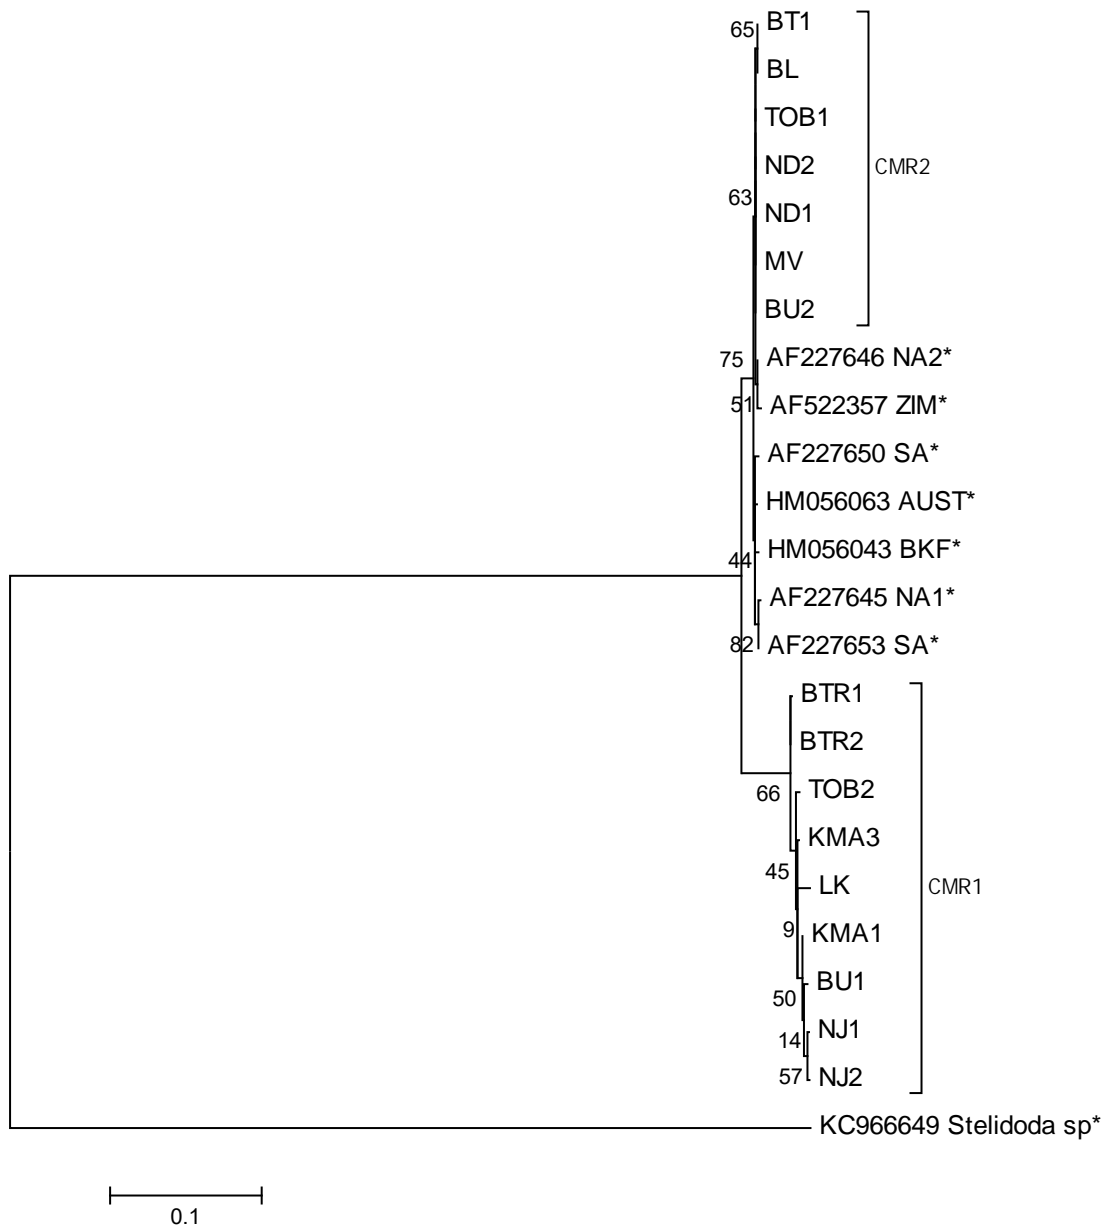 65
BT1
BL
TOB1
ND2
CMR2
63
ND1
MV
BU2
75
AF227646 NA2*
51
AF522357 ZIM*
AF227650 SA*
HM056063 AUST*
44
HM056043 BKF*
AF227645 NA1*
82
AF227653 SA*
BTR1
BTR2
66
TOB2
KMA3
45
LK
CMR1
9
KMA1
50
BU1
14
NJ1
57
NJ2
KC966649 Stelidoda sp*
0.1